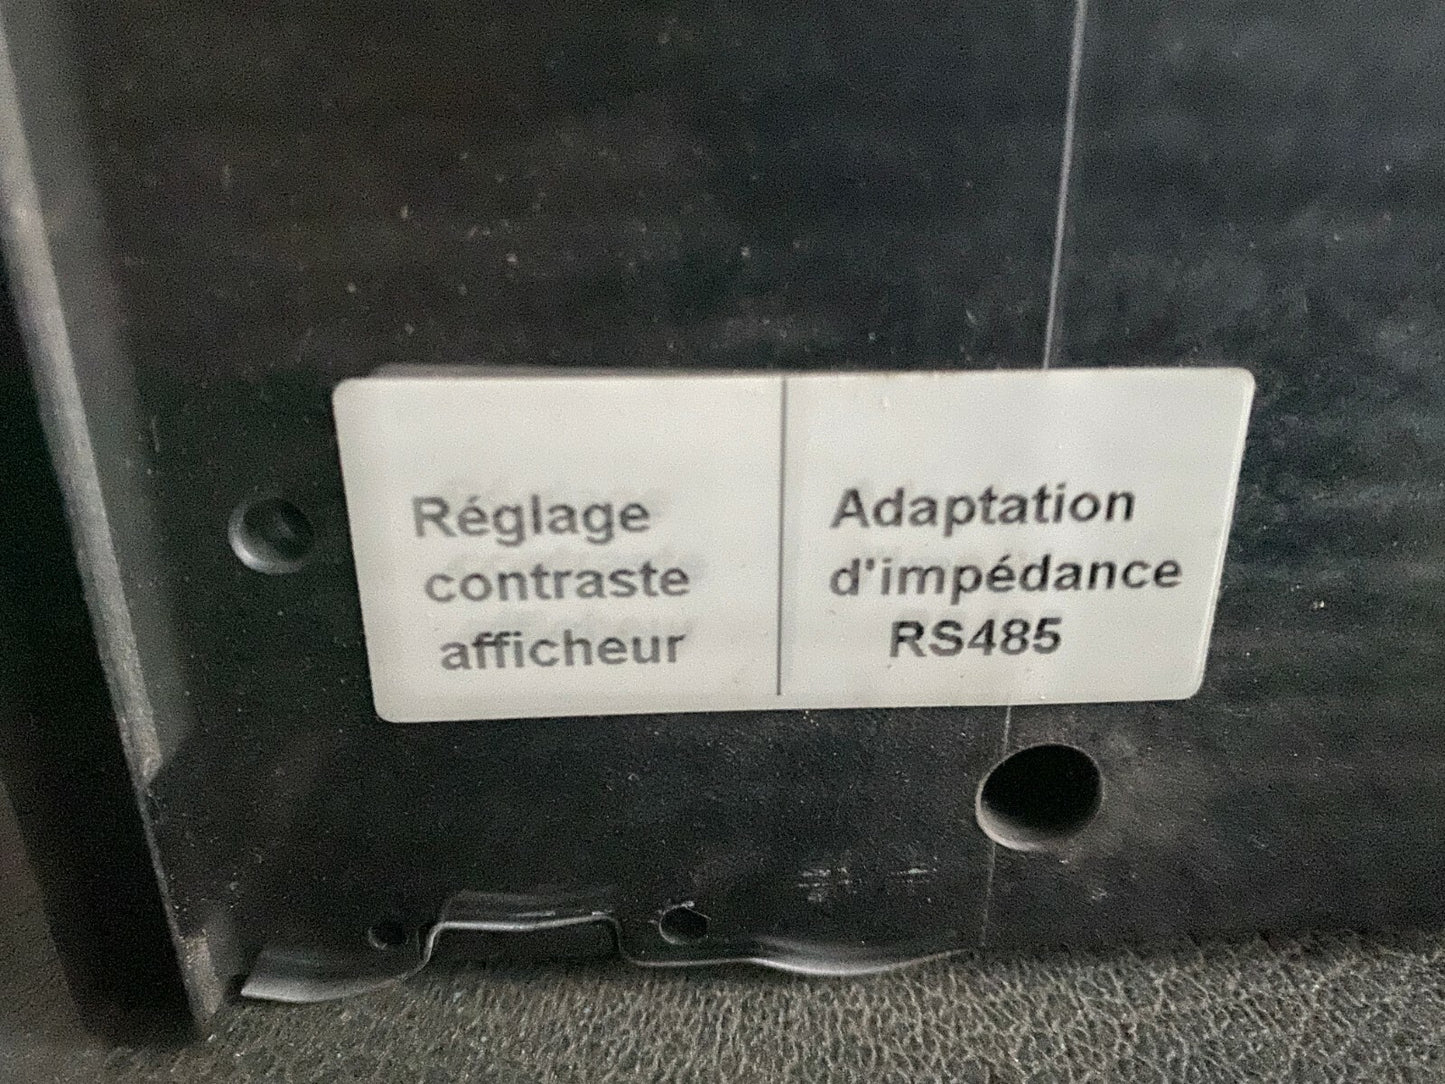 Réglage
contraste
afficheur
Adaptation
d'impédance
RS485